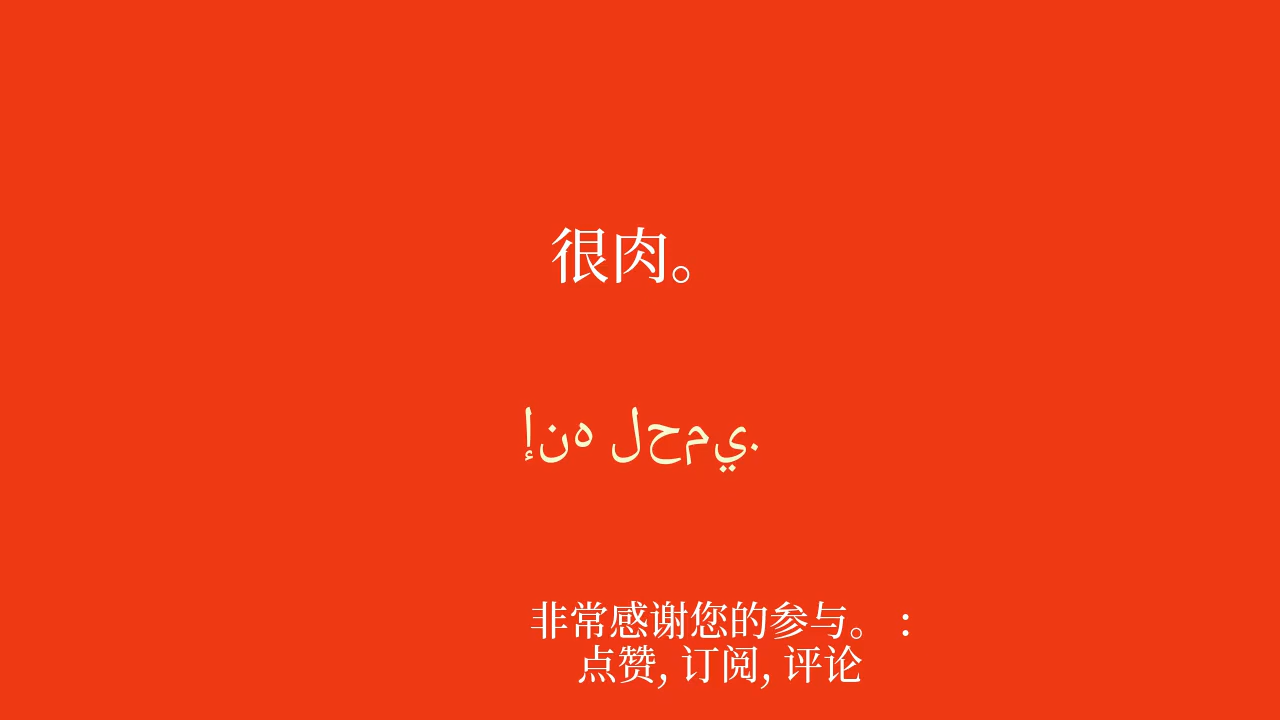 很肉。
إنه لحمي.
非常感谢您的参与。 :
点赞, 订阅, 评论